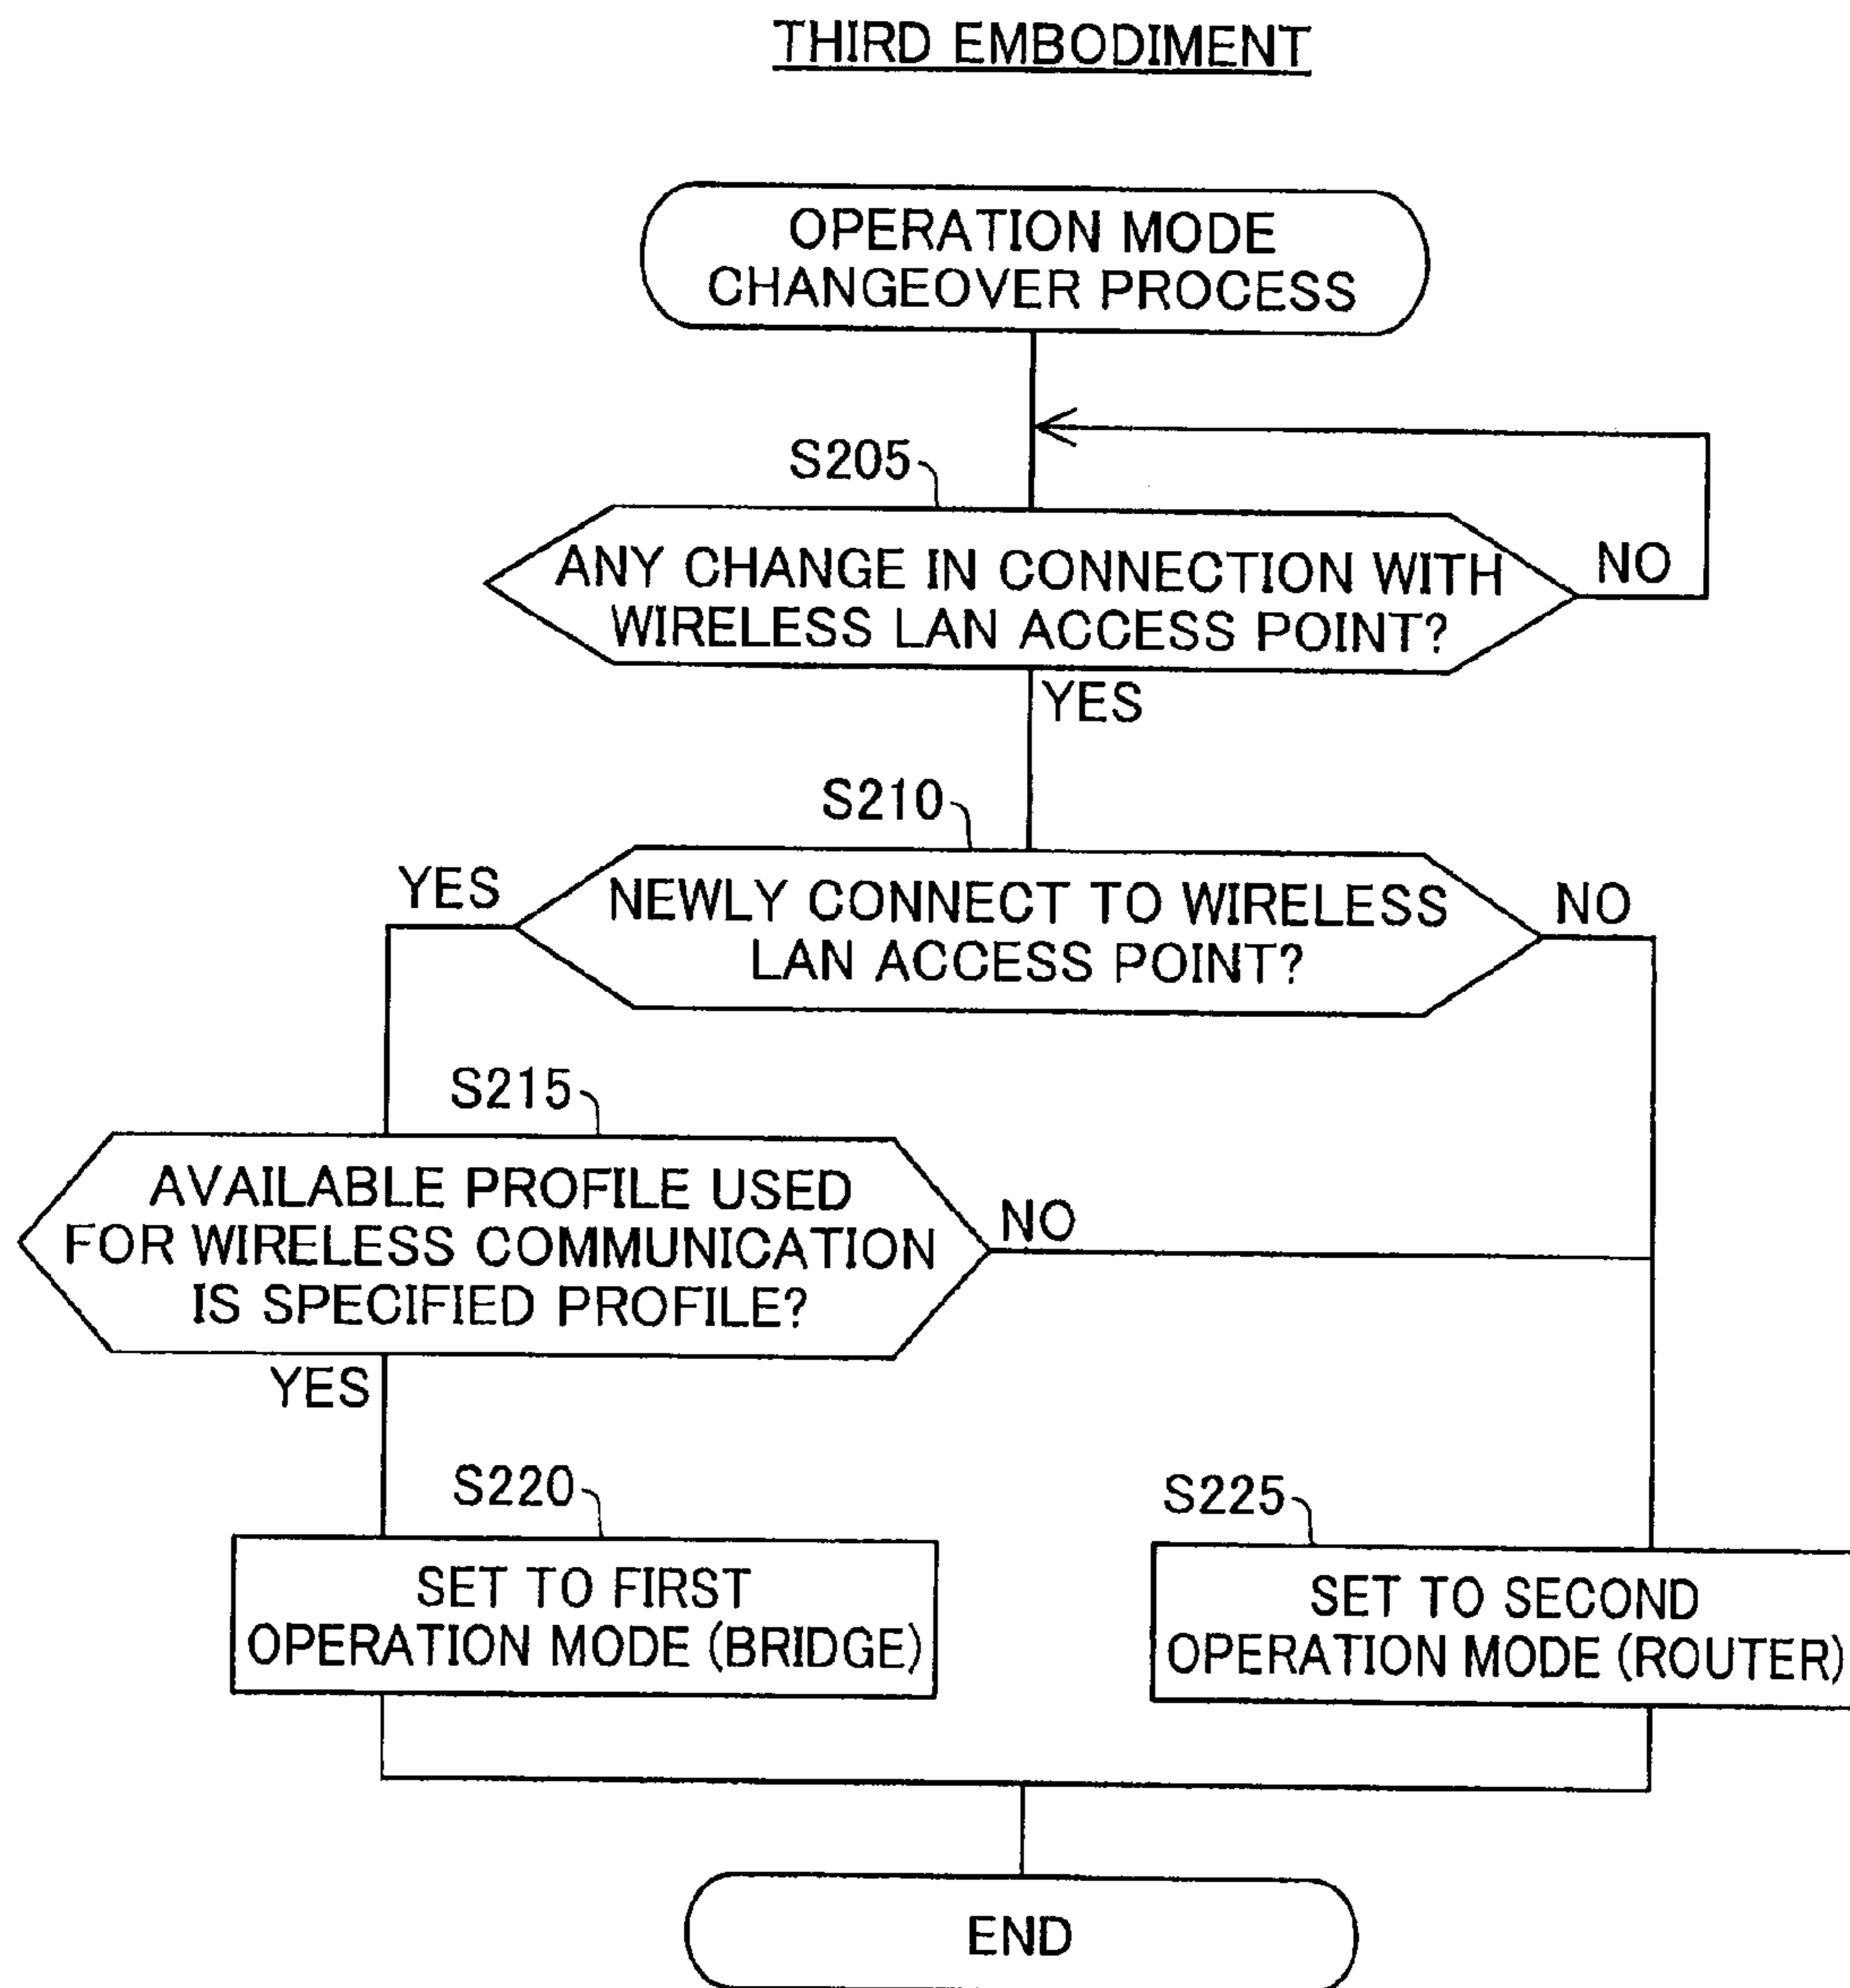 THIRD EMBODIMENT
OPERATION MODE
CHANGEOVER PROCESS
S205
ANY CHANGE IN CONNECTION WITH
WIRELESS LAN ACCESS POINT?
NO
YES
S210
YES
NEWLY CONNECT TO WIRELESS
LAN ACCESS POINT?
NO
S215
AVAILABLE PROFILE USED
FOR WIRELESS COMMUNICATION
IS SPECIFIED PROFILE?
NO
YES
S220
SET TO FIRST
OPERATION MODE (BRIDGE)
S225
SET TO SECOND
OPERATION MODE (ROUTER)
END